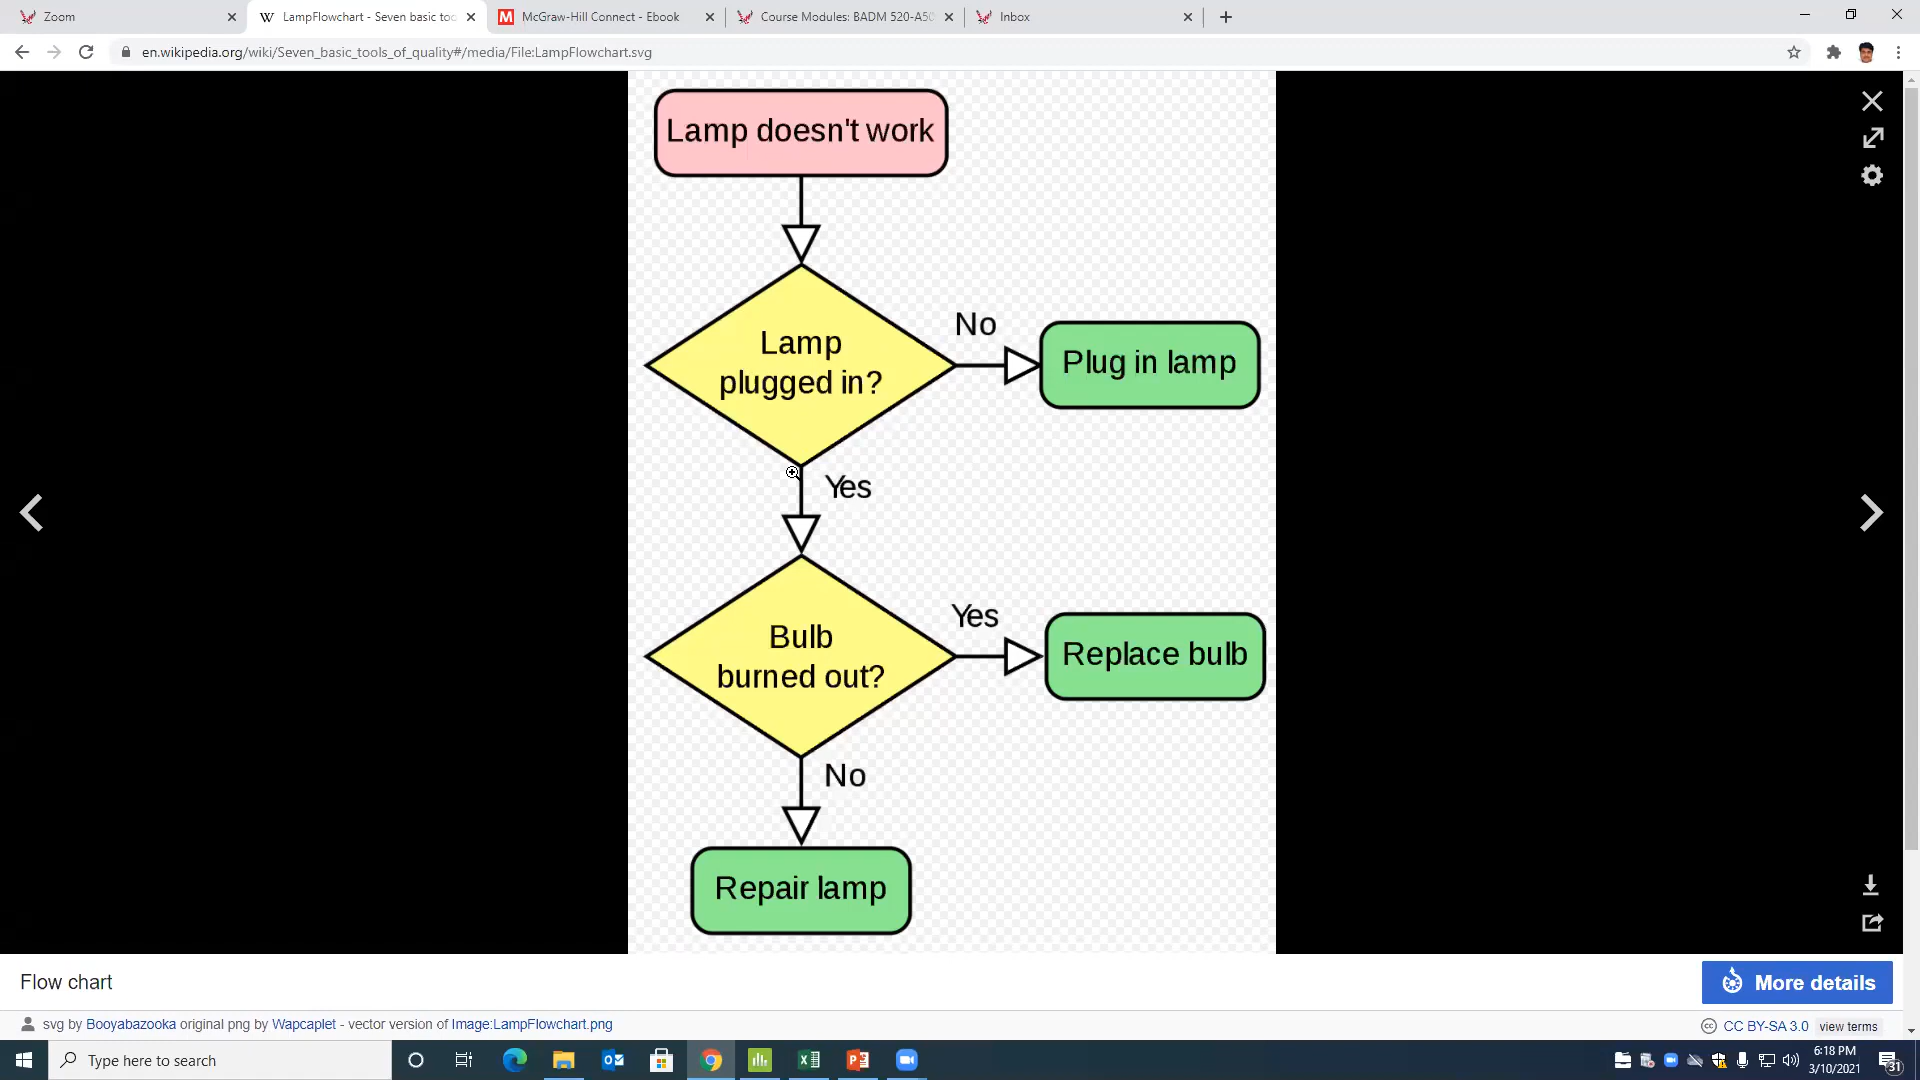 Zoom
LampFlowchart - Seven basic too
McGraw-Hill Connect - Ebook
Course Modules: BADM 520-A50
Inbox
en.wikipedia.org/wiki/Seven_basic_tools_of_quality#/media/File:LampFlowchart.svg
Lamp doesn't work
Lamp
plugged in?
No
Plug in lamp
Yes
Bulb
burned out?
Yes
Replace bulb
No
Repair lamp
Flow chart
More details
svg by Booyabazooka original png by Wapcaplet - vector version of Image:LampFlowchart.png
CC BY-SA 3.0 view terms
Type here to search
6:18 PM
3/10/2021
31